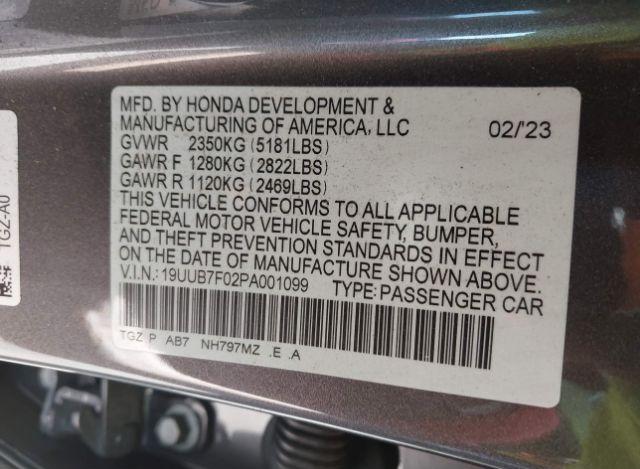 MFD. BY HONDA DEVELOPMENT &
MANUFACTURING OF AMERICA, LLC 02/'23
GVWR 2350KG (5181LBS)
GAWR F 1280KG (2822LBS)
GAWR R 1120KG (2469LBS)
THIS VEHICLE CONFORMS TO ALL APPLICABLE
FEDERAL MOTOR VEHICLE SAFETY, BUMPER,
AND THEFT PREVENTION STANDARDS IN EFFECT
ON THE DATE OF MANUFACTURE SHOWN ABOVE.
V.I.N.: 19UUB7F02PA001099 TYPE: PASSENGER CAR
TGZ P AB7 NH797MZ .E .A
TGZ-A0